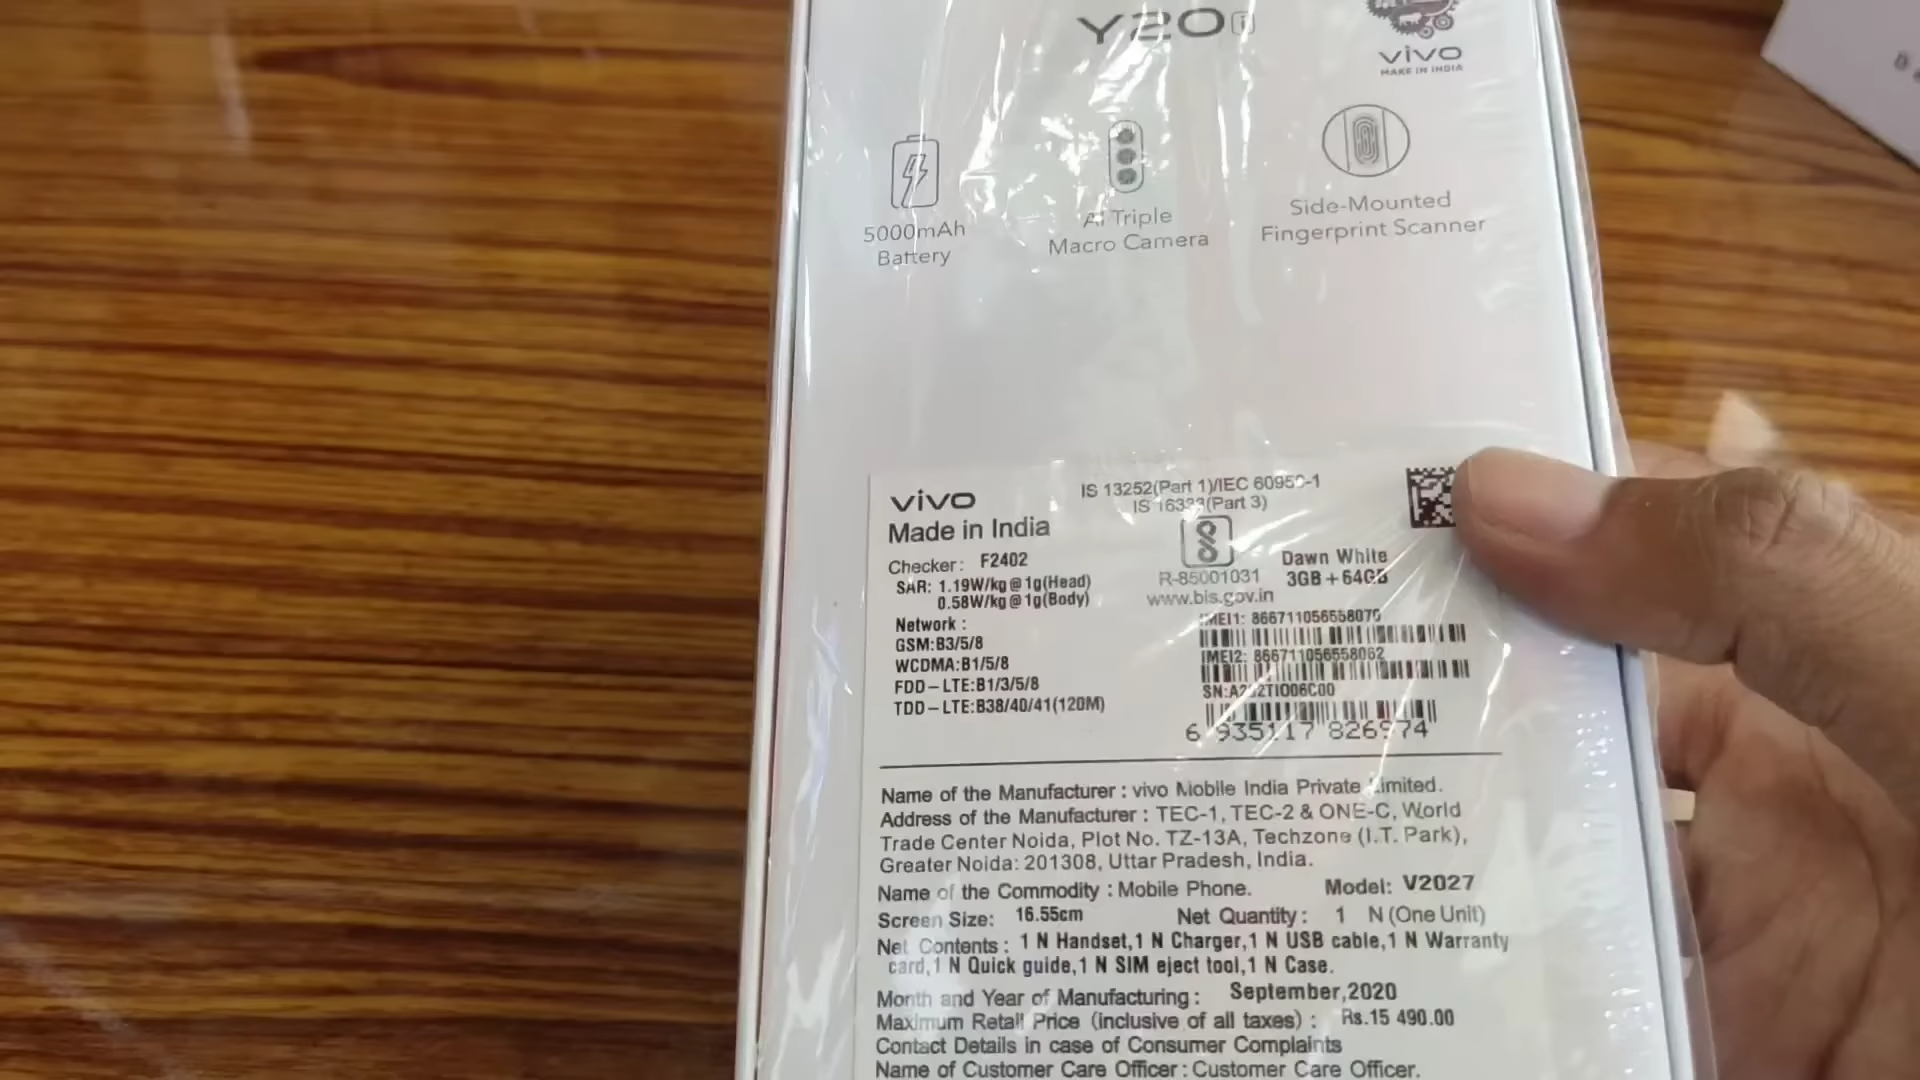 Y20i
vivo
MAKE IN INDIA
5000mAh
Battery
AI Triple
Macro Camera
Side-Mounted
Fingerprint Scanner
vivo
Made in India
Checker: F2402
SAR: 1.19W/kg@1g(Head)
0.58W/kg@1g(Body)
Network :
GSM:B3/5/8
WCDMA:B1/5/8
FDD-LTE:B1/3/5/8
TDD-LTE:B38/40/41(120M)
IS 13252(Part 1)/IEC 60950-1
(Part 3)
R-85001031
www.bis.gov.in
Dawn White
3GB+64GB
IMEI1: 866711056558070
IMEI2: 866711056558062
6 935117 826974
Name of the Manufacturer : vivo Mobile India Private Limited.
Address of the Manufacturer : TEC-1, TEC-2 & ONE-C, World
Trade Center Noida, Plot No. TZ-13A, Techzone (I.T. Park),
Greater Noida: 201308, Uttar Pradesh, India.
Name of the Commodity : Mobile Phone. Model: V2027
Screen Size: 16.55cm Net Quantity : 1 N (One Unit)
Net Contents : 1 N Handset,1 N Charger,1 N USB cable,1 N Warranty
card,1 N Quick guide,1 N SIM eject tool,1 N Case.
Month and Year of Manufacturing : September,2020
Maximum Retail Price (inclusive of all taxes) : Rs.15 490.00
Contact Details in case of Consumer Complaints
Name of Customer Care Officer : Customer Care Officer.